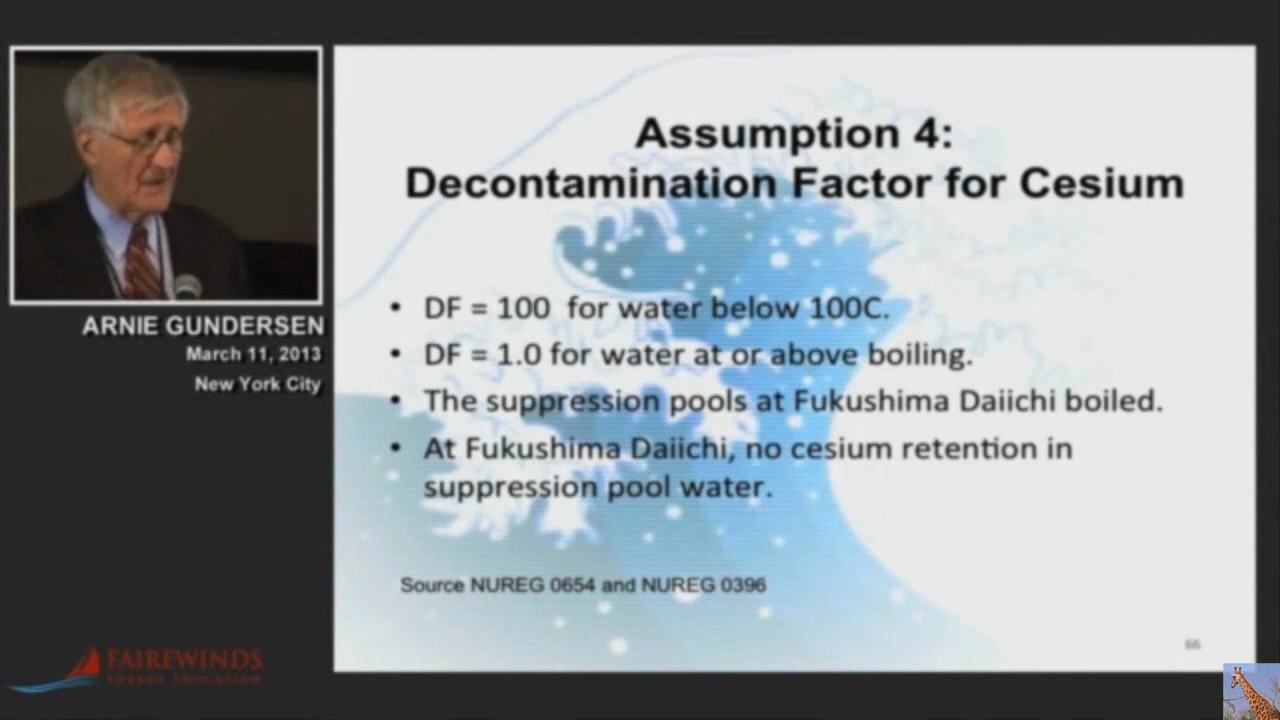 Assumption 4:
Decontamination Factor for Cesium
• DF = 100 for water below 100C.
• DF = 1.0 for water at or above boiling.
• The suppression pools at Fukushima Daiichi boiled.
• At Fukushima Daiichi, no cesium retention in
suppression pool water.
Source NUREG 0654 and NUREG 0396
66
ARNIE GUNDERSEN
March 11, 2013
New York City
FAIREWINDS
ENERGY EDUCATION